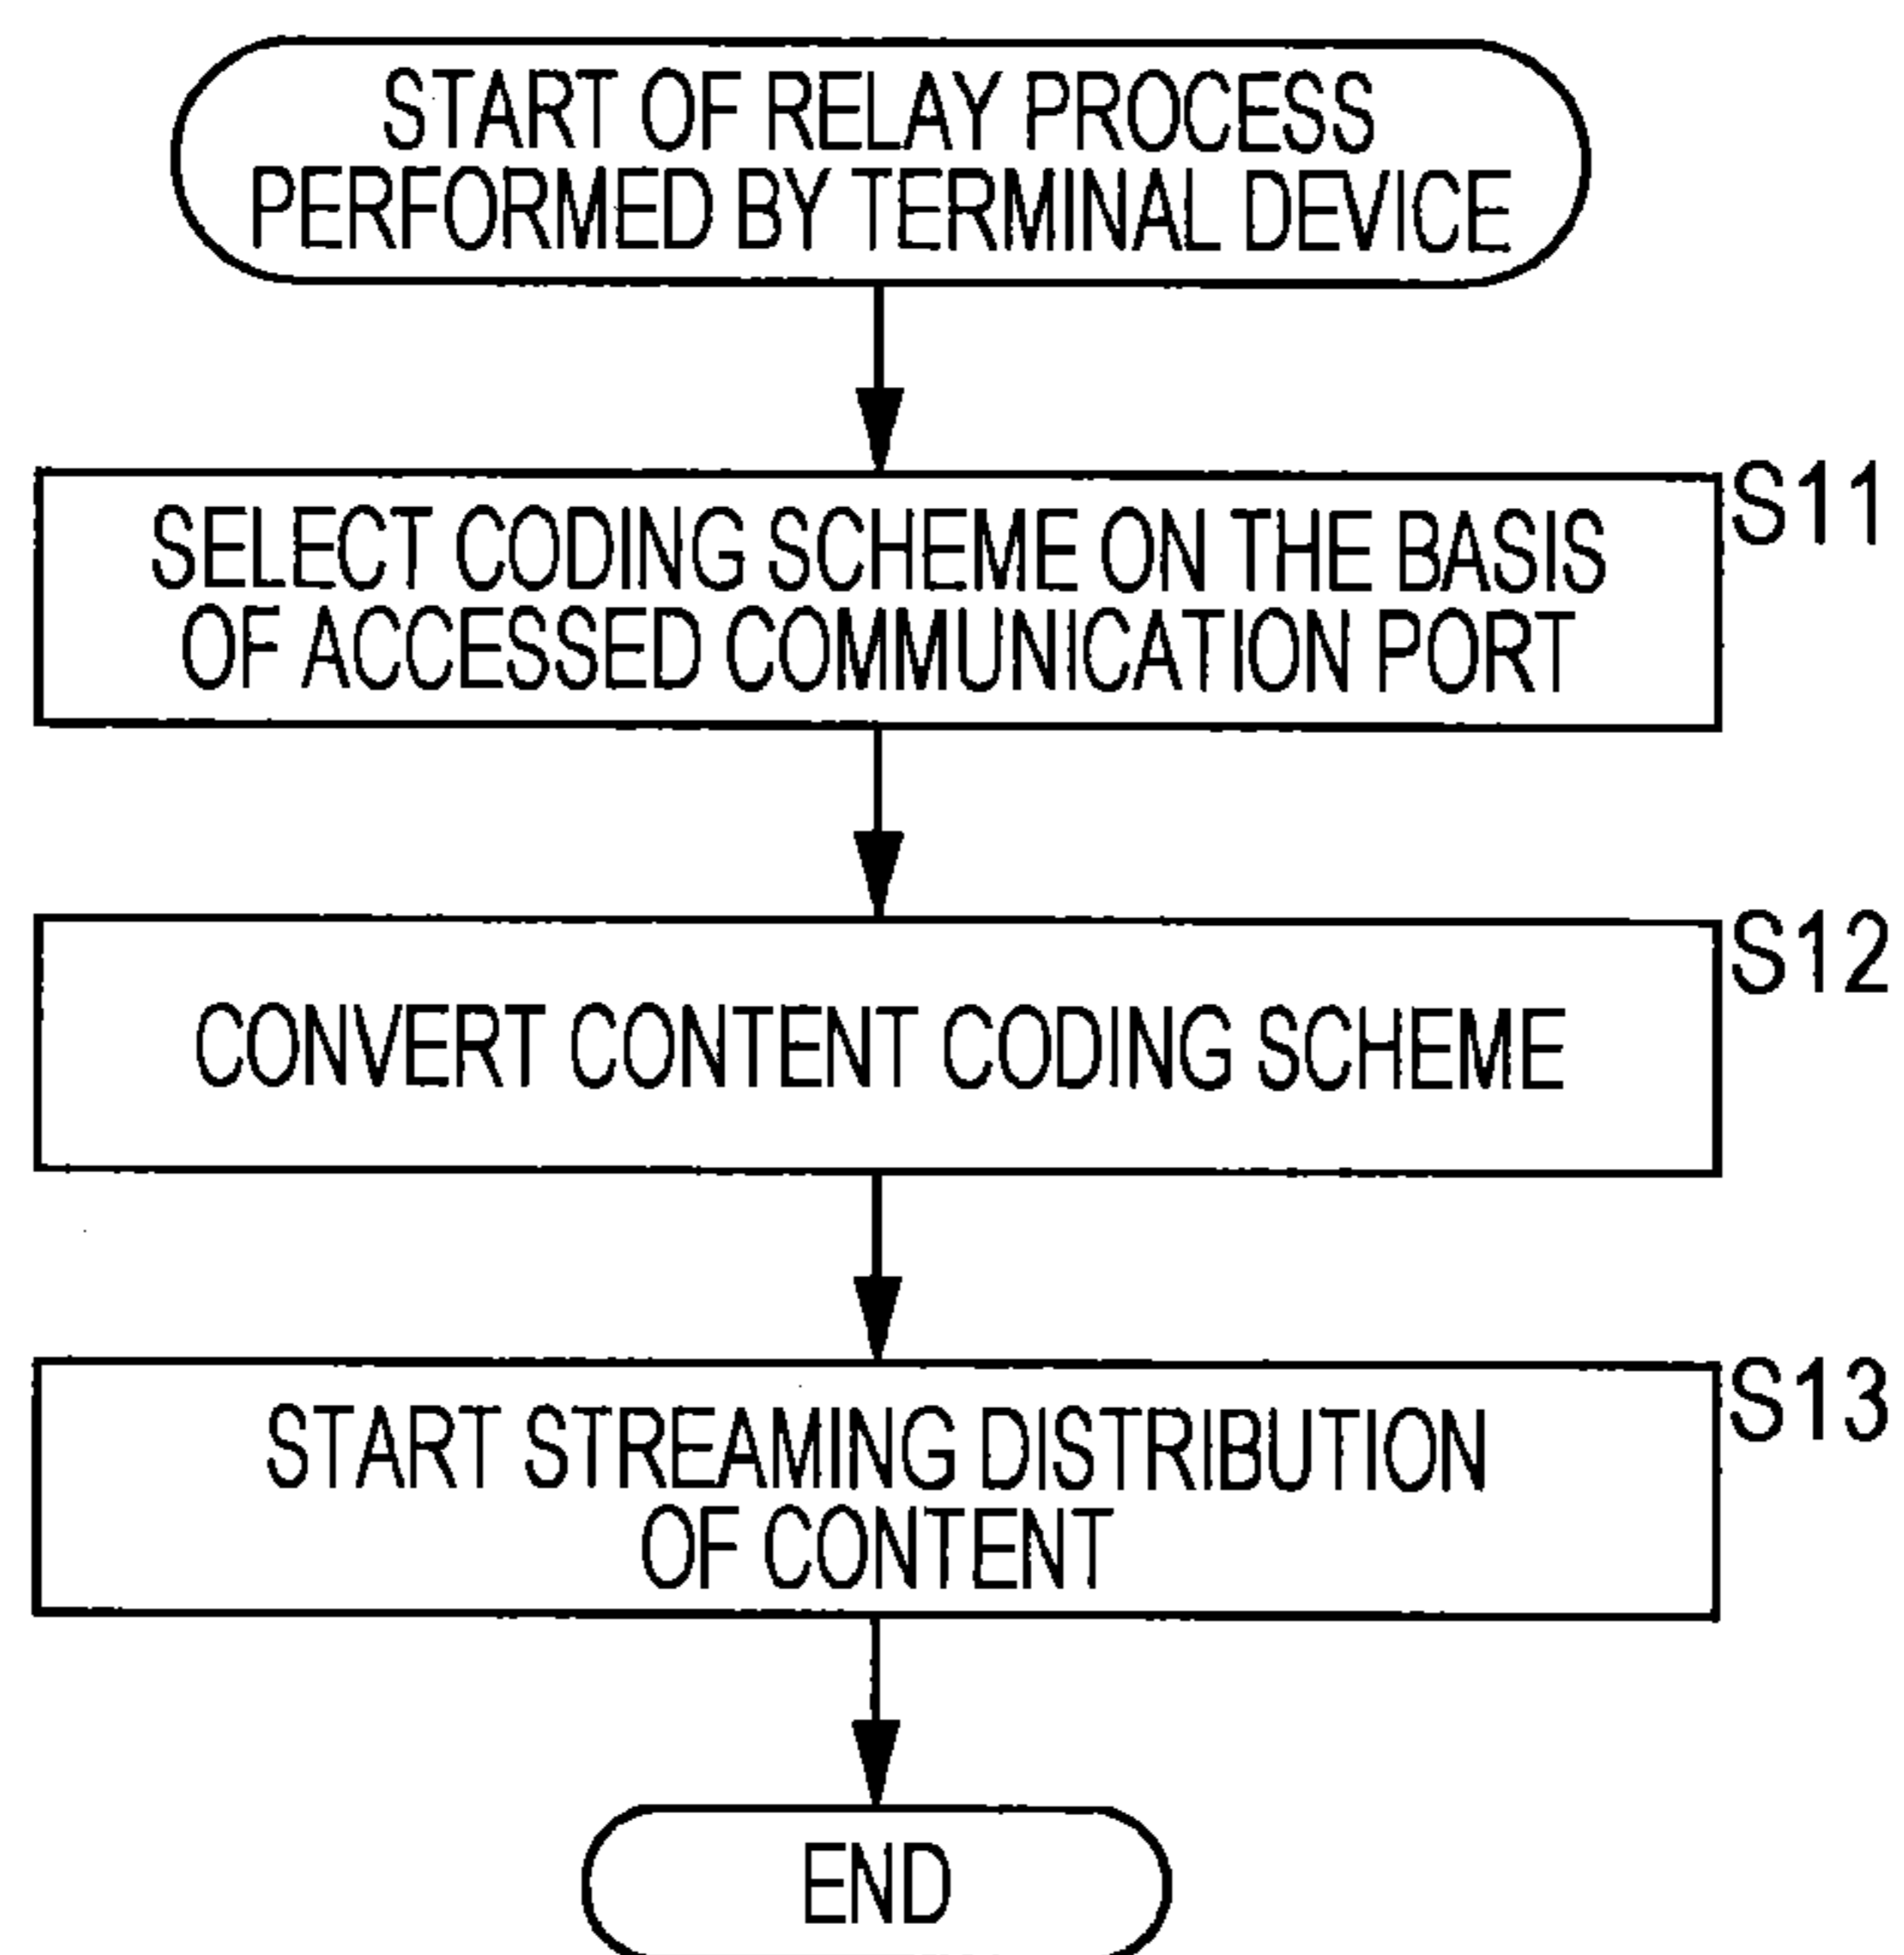 START OF RELAY PROCESS
PERFORMED BY TERMINAL DEVICE
S11
SELECT CODING SCHEME ON THE BASIS
OF ACCESSED COMMUNICATION PORT
S12
CONVERT CONTENT CODING SCHEME
S13
START STREAMING DISTRIBUTION
OF CONTENT
END